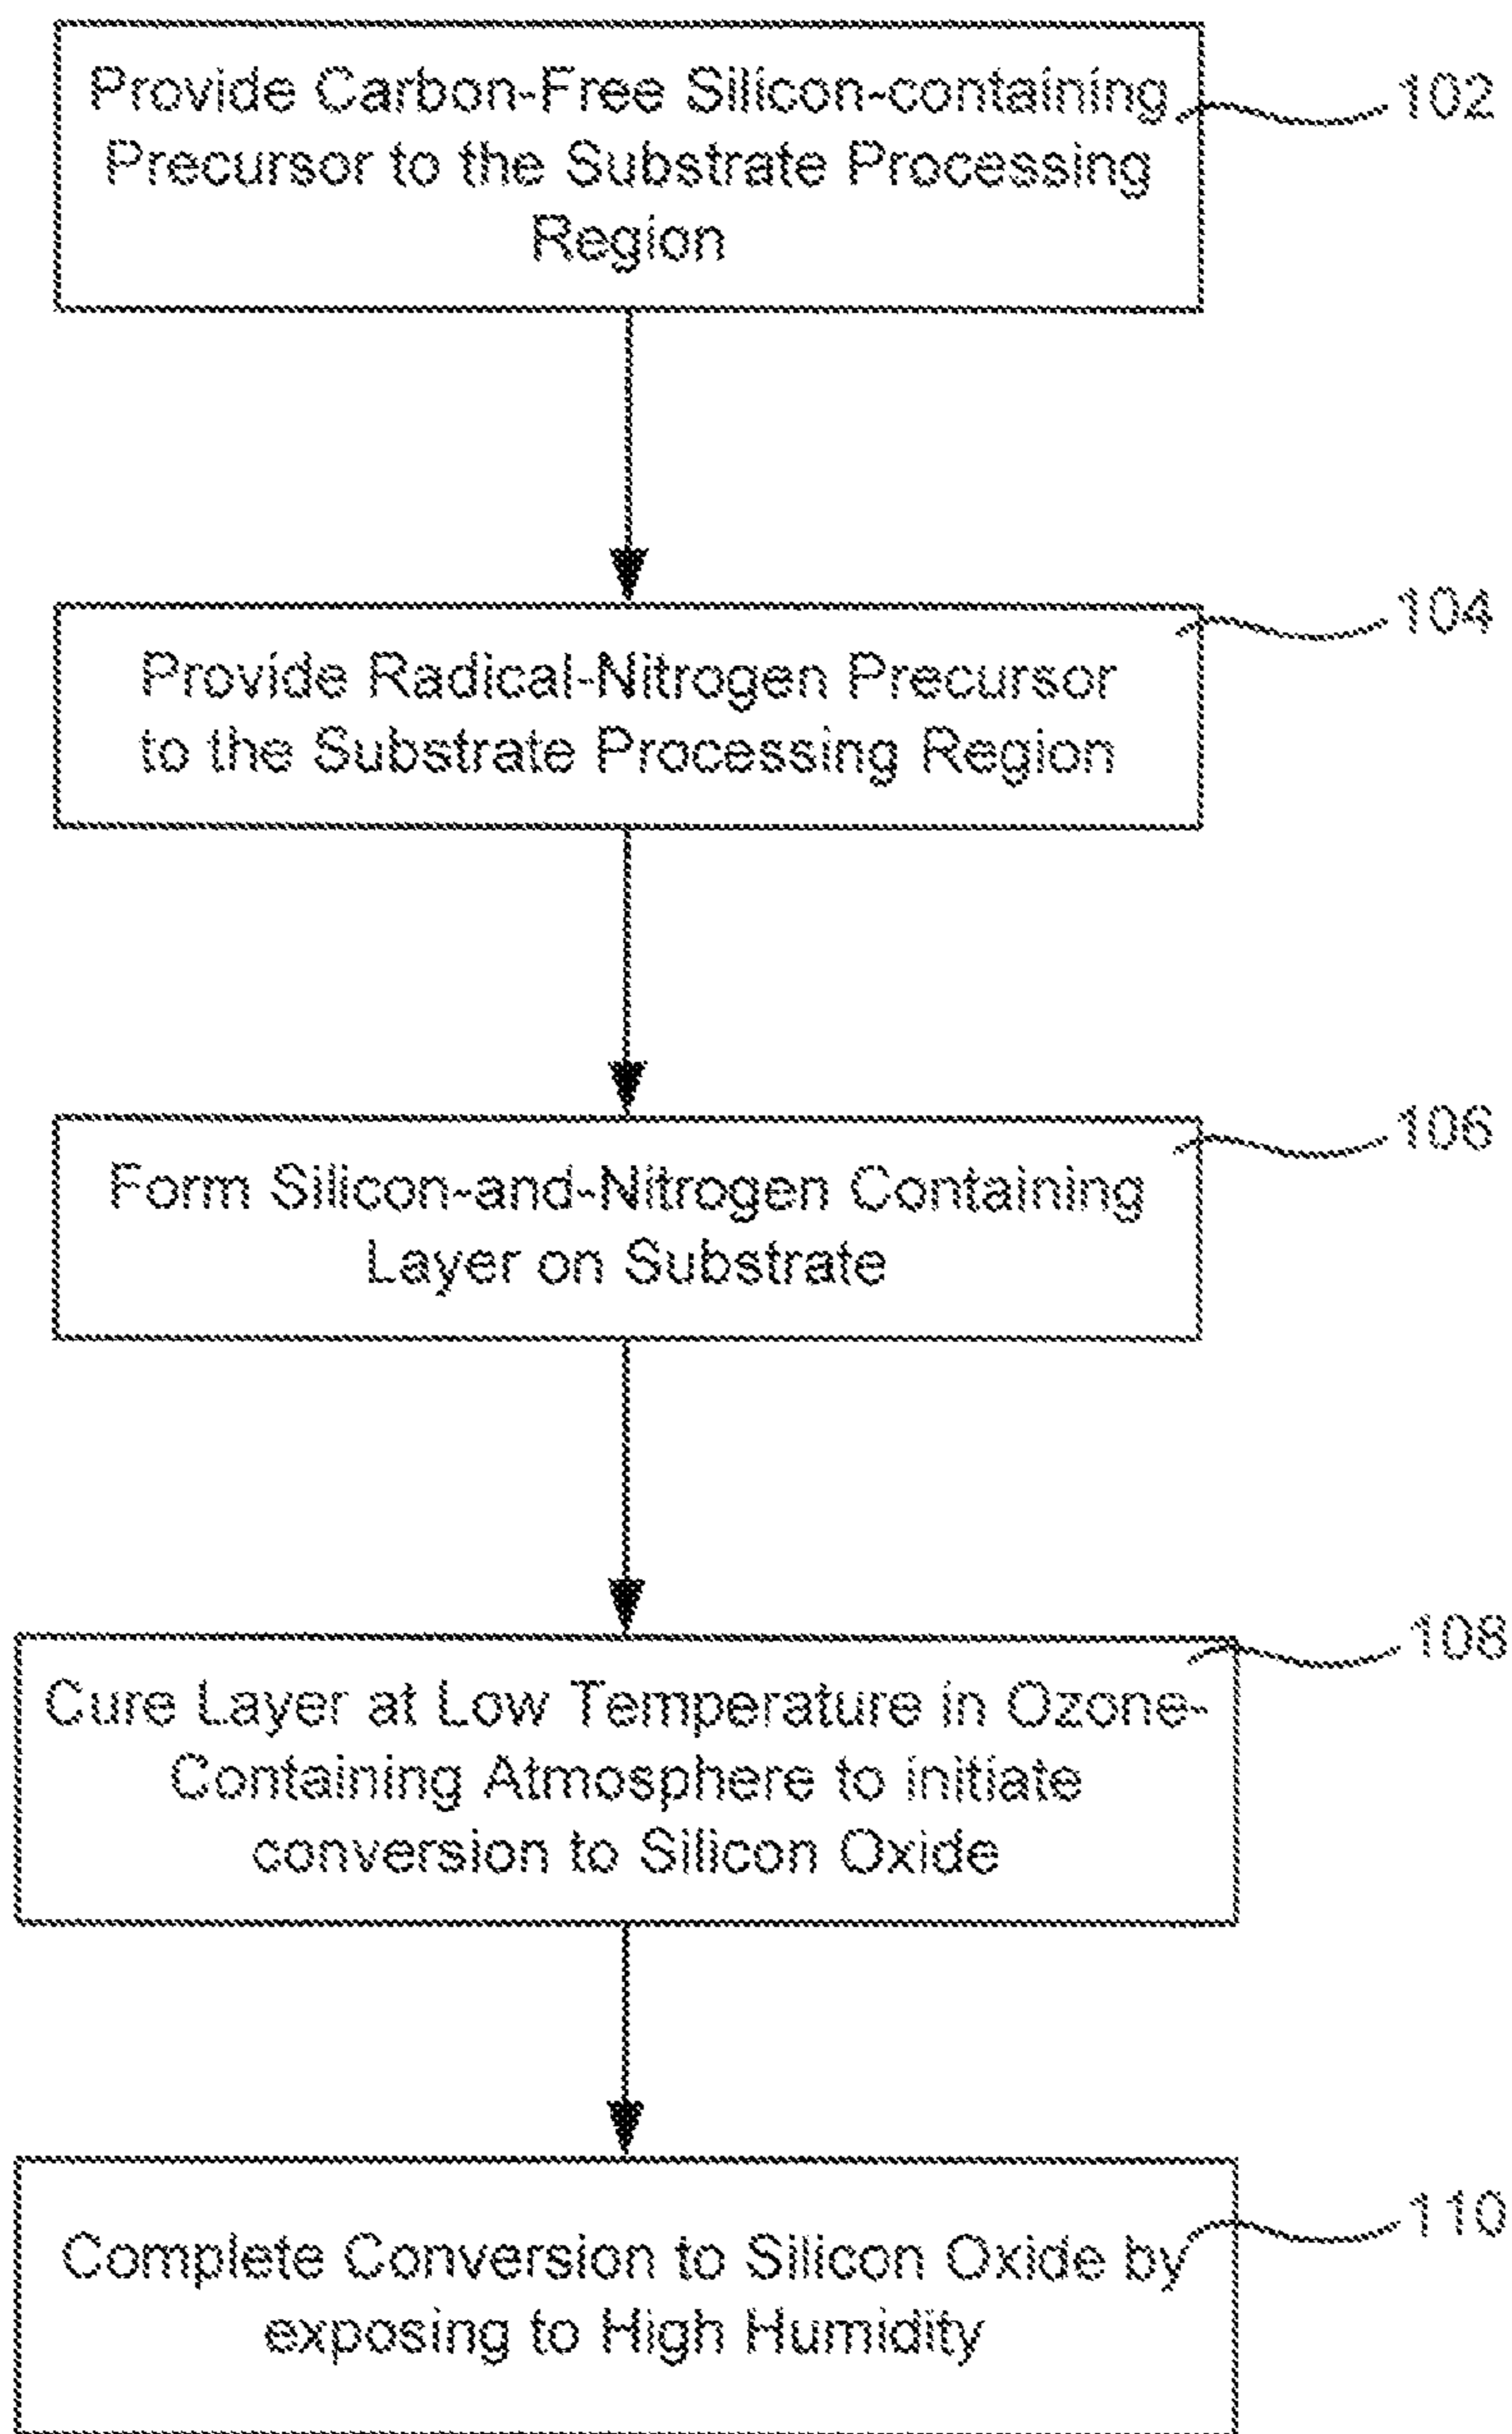 Provide Carbon-Free Silicon-containing
Precursor to the Substrate Processing
Region
102
Provide Radical-Nitrogen Precursor
to the Substrate Processing Region
104
Form Silicon-and-Nitrogen Containing
Layer on Substrate
106
Cure Layer at Low Temperature in Ozone-
Containing Atmosphere to initiate
conversion to Silicon Oxide
108
Complete Conversion to Silicon Oxide by
exposing to High Humidity
110